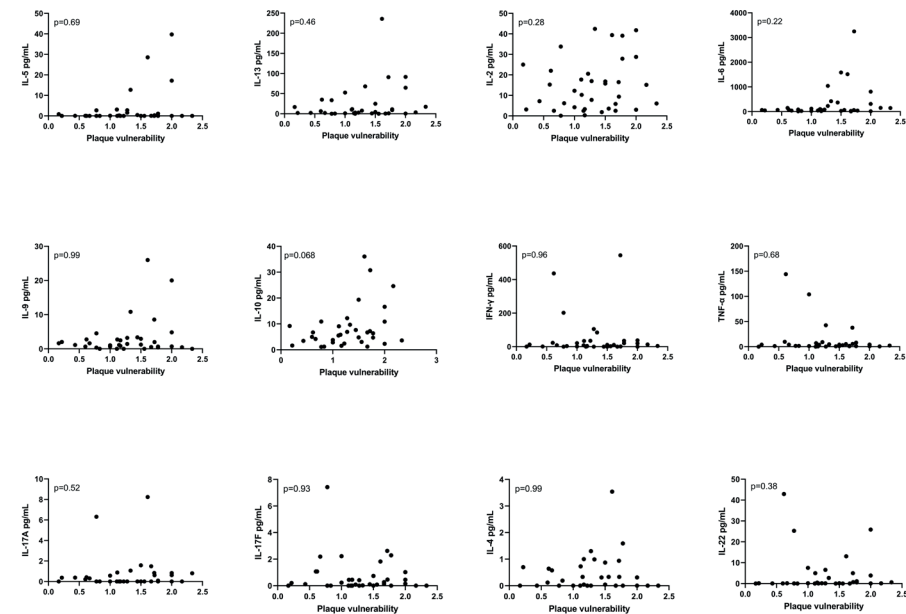 p=0.69
IL-5 pg/mL
50
40
30
20
10
0
0.0 0.5 1.0 1.5 2.0 2.5
Plaque vulnerability
p=0.46
IL-13 pg/mL
250
200
150
100
50
0
0.0 0.5 1.0 1.5 2.0 2.5
Plaque vulnerability
p=0.28
IL-2 pg/mL
50
40
30
20
10
0
0.0 0.5 1.0 1.5 2.0 2.5
Plaque vulnerability
p=0.22
IL-6 pg/mL
4000
3000
2000
1000
0
0.0 0.5 1.0 1.5 2.0 2.5
Plaque vulnerability
p=0.99
IL-9 pg/mL
30
20
10
0
0.0 0.5 1.0 1.5 2.0 2.5
Plaque vulnerability
p=0.068
IL-10 pg/mL
40
30
20
10
0
0 1 2 3
Plaque vulnerability
p=0.96
IFN-γ pg/mL
600
400
200
0
0.0 0.5 1.0 1.5 2.0 2.5
Plaque vulnerability
p=0.68
TNF-α pg/mL
200
150
100
50
0
0.0 0.5 1.0 1.5 2.0 2.5
Plaque vulnerability
p=0.52
IL-17A pg/mL
10
8
6
4
2
0
0.0 0.5 1.0 1.5 2.0 2.5
Plaque vulnerability
p=0.93
IL-17F pg/mL
8
6
4
2
0
0.0 0.5 1.0 1.5 2.0 2.5
Plaque vulnerability
p=0.99
IL-4 pg/mL
4
3
2
1
0
0.0 0.5 1.0 1.5 2.0 2.5
Plaque vulnerability
p=0.38
IL-22 pg/mL
50
40
30
20
10
0
0.0 0.5 1.0 1.5 2.0 2.5
Plaque vulnerability